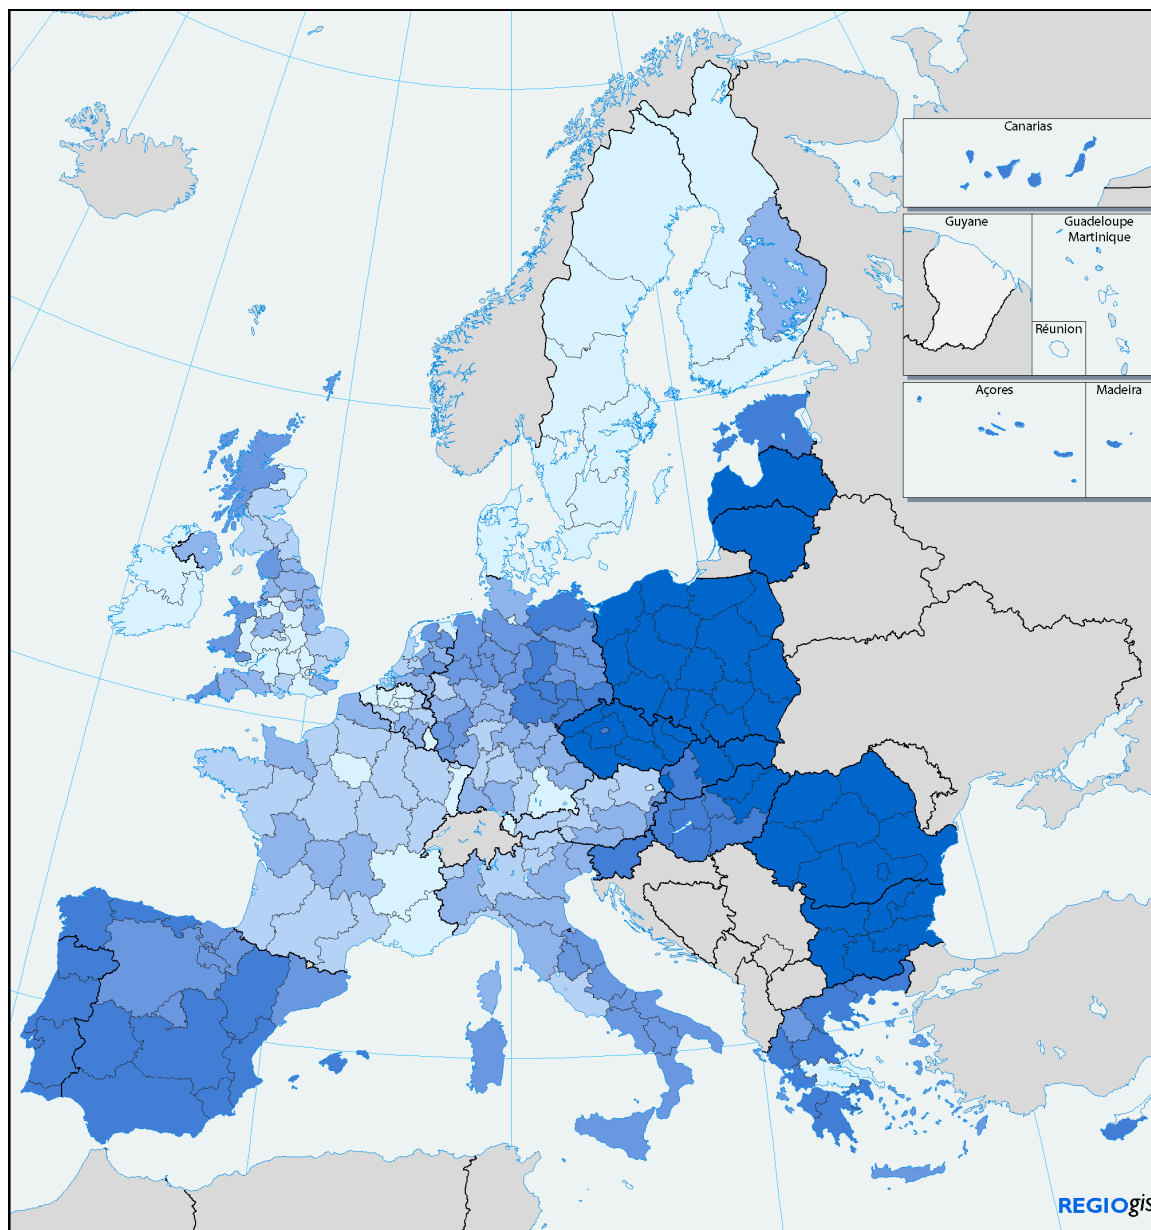 Canarias
Guyane
Guadeloupe
Martinique
Réunion
Açores
Madeira
REGIOgis